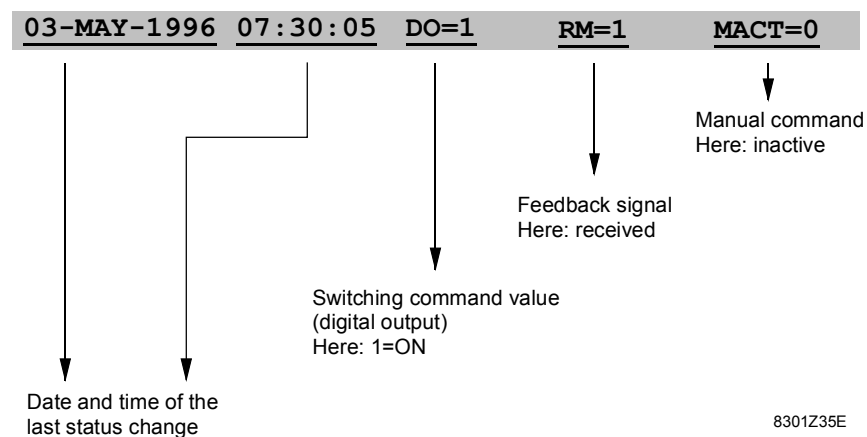 03-MAY-1996 07:30:05 DO=1 RM=1 MACT=0
Manual command
Here: inactive
Feedback signal
Here: received
Switching command value
(digital output)
Here: 1=ON
Date and time of the
last status change
8301Z35E